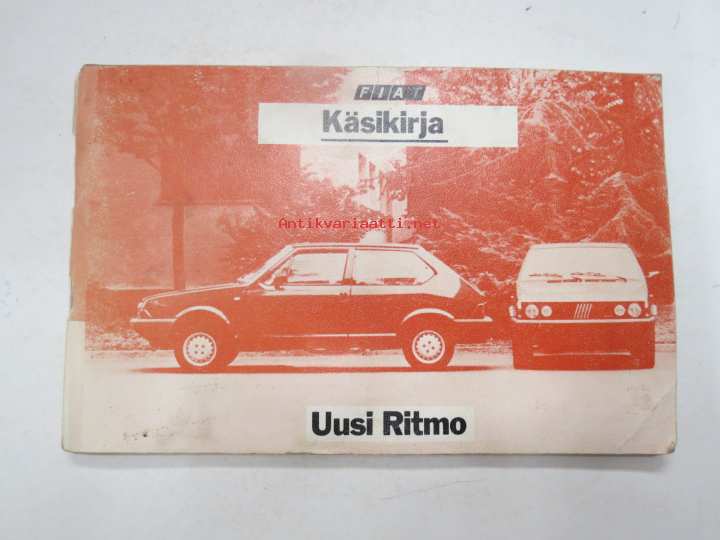 FIAT
Käsikirja
Antikvariaatti.net
Uusi Ritmo